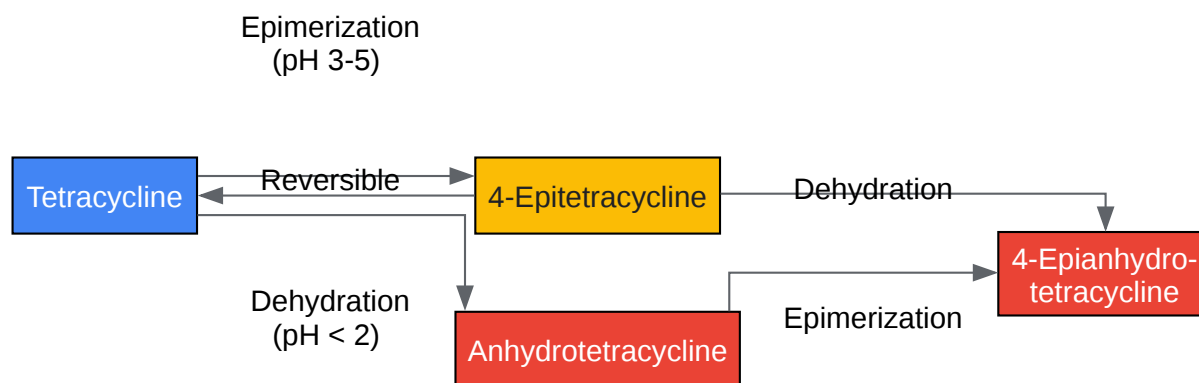 Epimerization
(pH 3-5)
Tetracycline
Reversible
4-Epitetracycline
Dehydration
4-Epianhydro-
tetracycline
Dehydration
(pH < 2)
Anhydrotetracycline
Epimerization